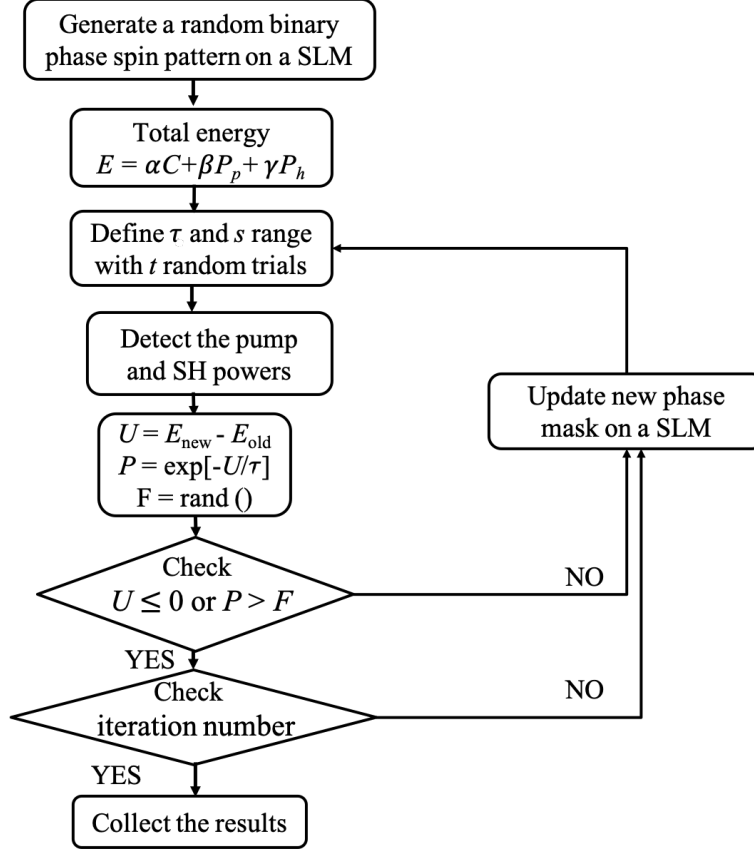 Generate a random binary
phase spin pattern on a SLM
Total energy
E = αC+βPₚ+ γPₕ
Define τ and s range
with t random trials
Detect the pump
and SH powers
Update new phase
mask on a SLM
U = Eₙₑw - Eₒₗd
P = exp[-U/τ]
F = rand ()
Check
U ≤ 0 or P > F
NO
YES
Check
iteration number
NO
YES
Collect the results